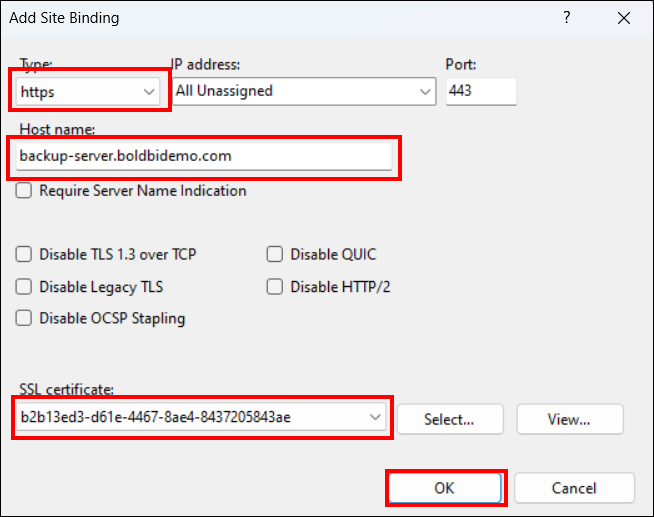 Add Site Binding ?
Type: IP address: Port:
https All Unassigned 443
Host name:
backup-server.boldbidemo.com
Require Server Name Indication
Disable TLS 1.3 over TCP Disable QUIC
Disable Legacy TLS Disable HTTP/2
Disable OCSP Stapling
SSL certificate:
b2b13ed3-d61e-4467-8ae4-8437205843ae Select... View...
OK Cancel